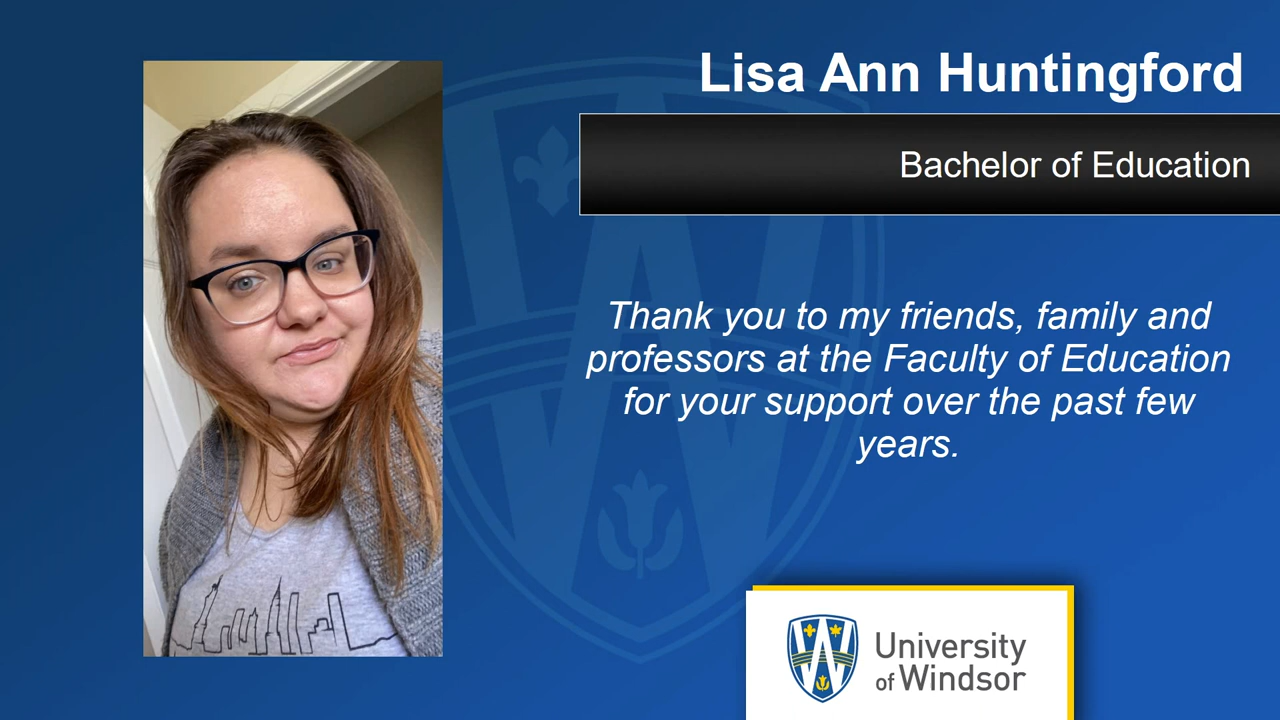 Lisa Ann Huntingford
Bachelor of Education
Thank you to my friends, family and
professors at the Faculty of Education
for your support over the past few
years.
University
of Windsor